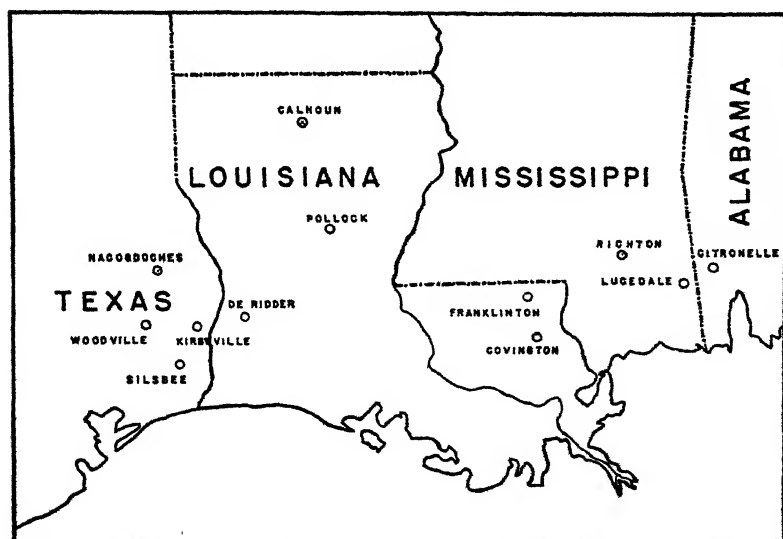 CALHOUN
LOUISIANA
MISSISSIPPI
ALABAMA
POLLOCK
NACOGDOCHES
RICHTON
CITRONELLE
LUCEDALE
TEXAS
DE RIDDER
FRANKLINTON
WOODVILLE
KIRBYVILLE
COVINGTON
SILSBEE